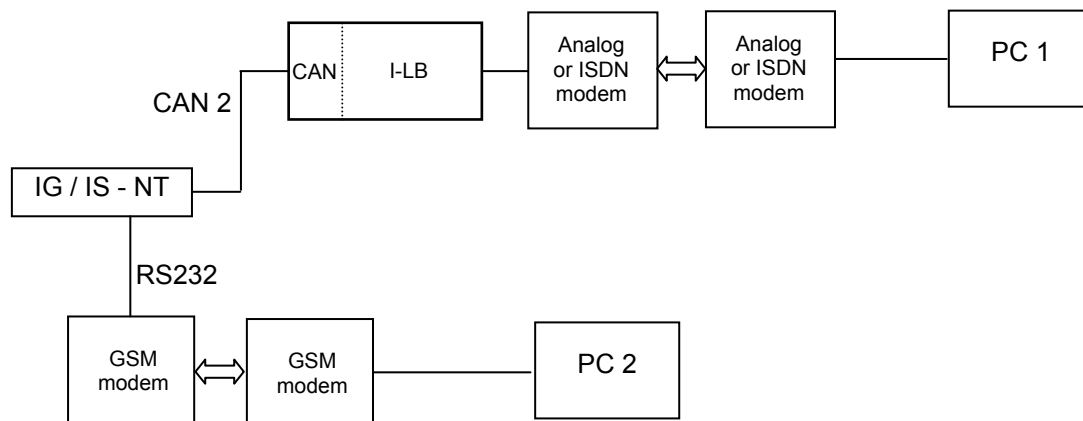 Analog
or ISDN
modem
Analog
or ISDN
modem
PC 1
CAN
I-LB
CAN 2
IG / IS - NT
RS232
GSM
modem
GSM
modem
PC 2